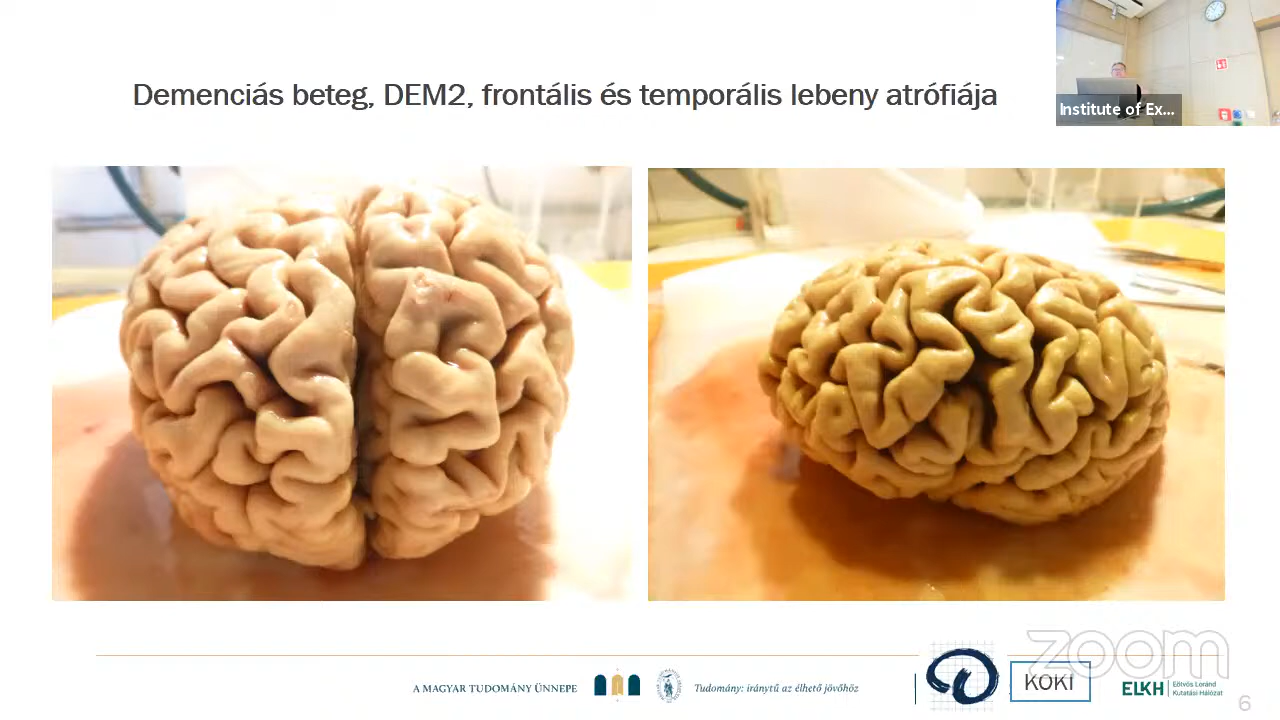 Demenciás beteg, DEM2, frontális és temporális lebeny atrófiája
Institute of Ex...
A MAGYAR TUDOMÁNY ÜNNEPE
Tudomány: iránytű az élhető jövőhöz
KOKI
ELKH
Eötvös Loránd
Kutatási Hálózat
zoom
6